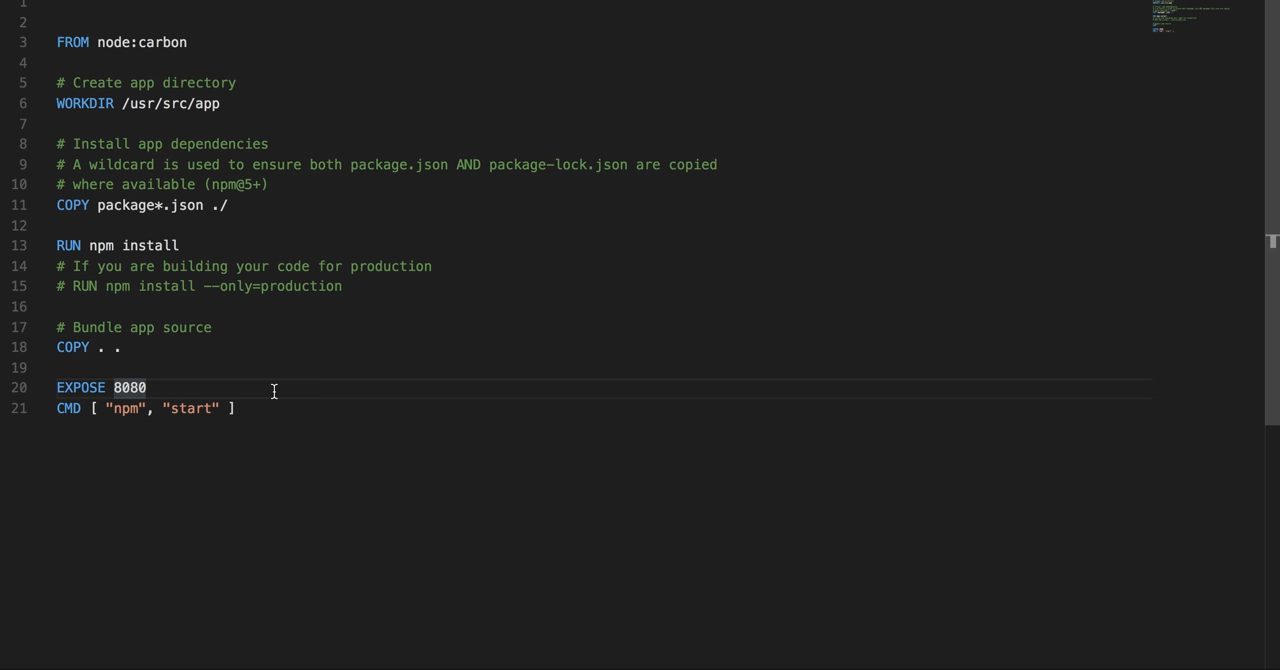 1
2
3 FROM node:carbon
4
5 # Create app directory
6 WORKDIR /usr/src/app
7
8 # Install app dependencies
9 # A wildcard is used to ensure both package.json AND package-lock.json are copied
10 # where available (npm@5+)
11 COPY package*.json ./
12
13 RUN npm install
14 # If you are building your code for production
15 # RUN npm install --only=production
16
17 # Bundle app source
18 COPY . .
19
20 EXPOSE 8080
21 CMD [ "npm", "start" ]